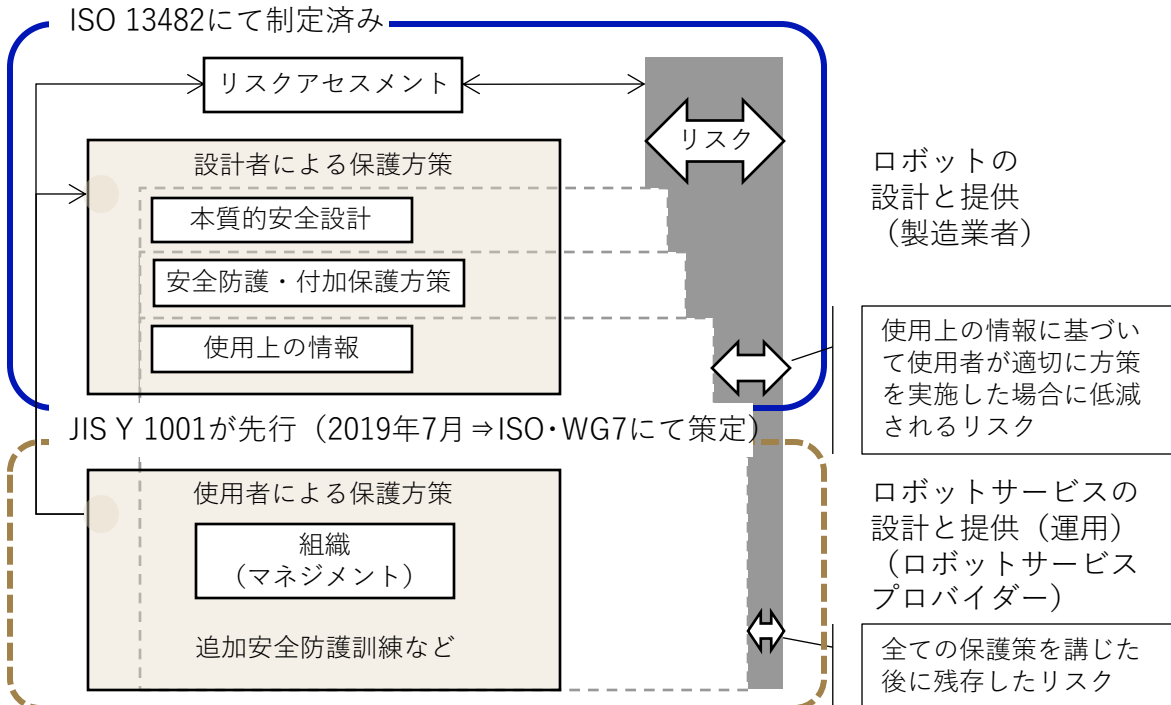 ISO 13482にて制定済み
リスクアセスメント
リスク
設計者による保護方策
本質的安全設計
安全防護・付加保護方策
使用上の情報
ロボットの
設計と提供
（製造業者）
使用上の情報に基づい
て使用者が適切に方策
を実施した場合に低減
されるリスク
JIS Y 1001が先行（2019年7月⇒ISO･WG7にて策定）
使用者による保護方策
組織
（マネジメント）
追加安全防護訓練など
ロボットサービスの
設計と提供（運用）
（ロボットサービス
プロバイダー）
全ての保護策を講じた
後に残存したリスク